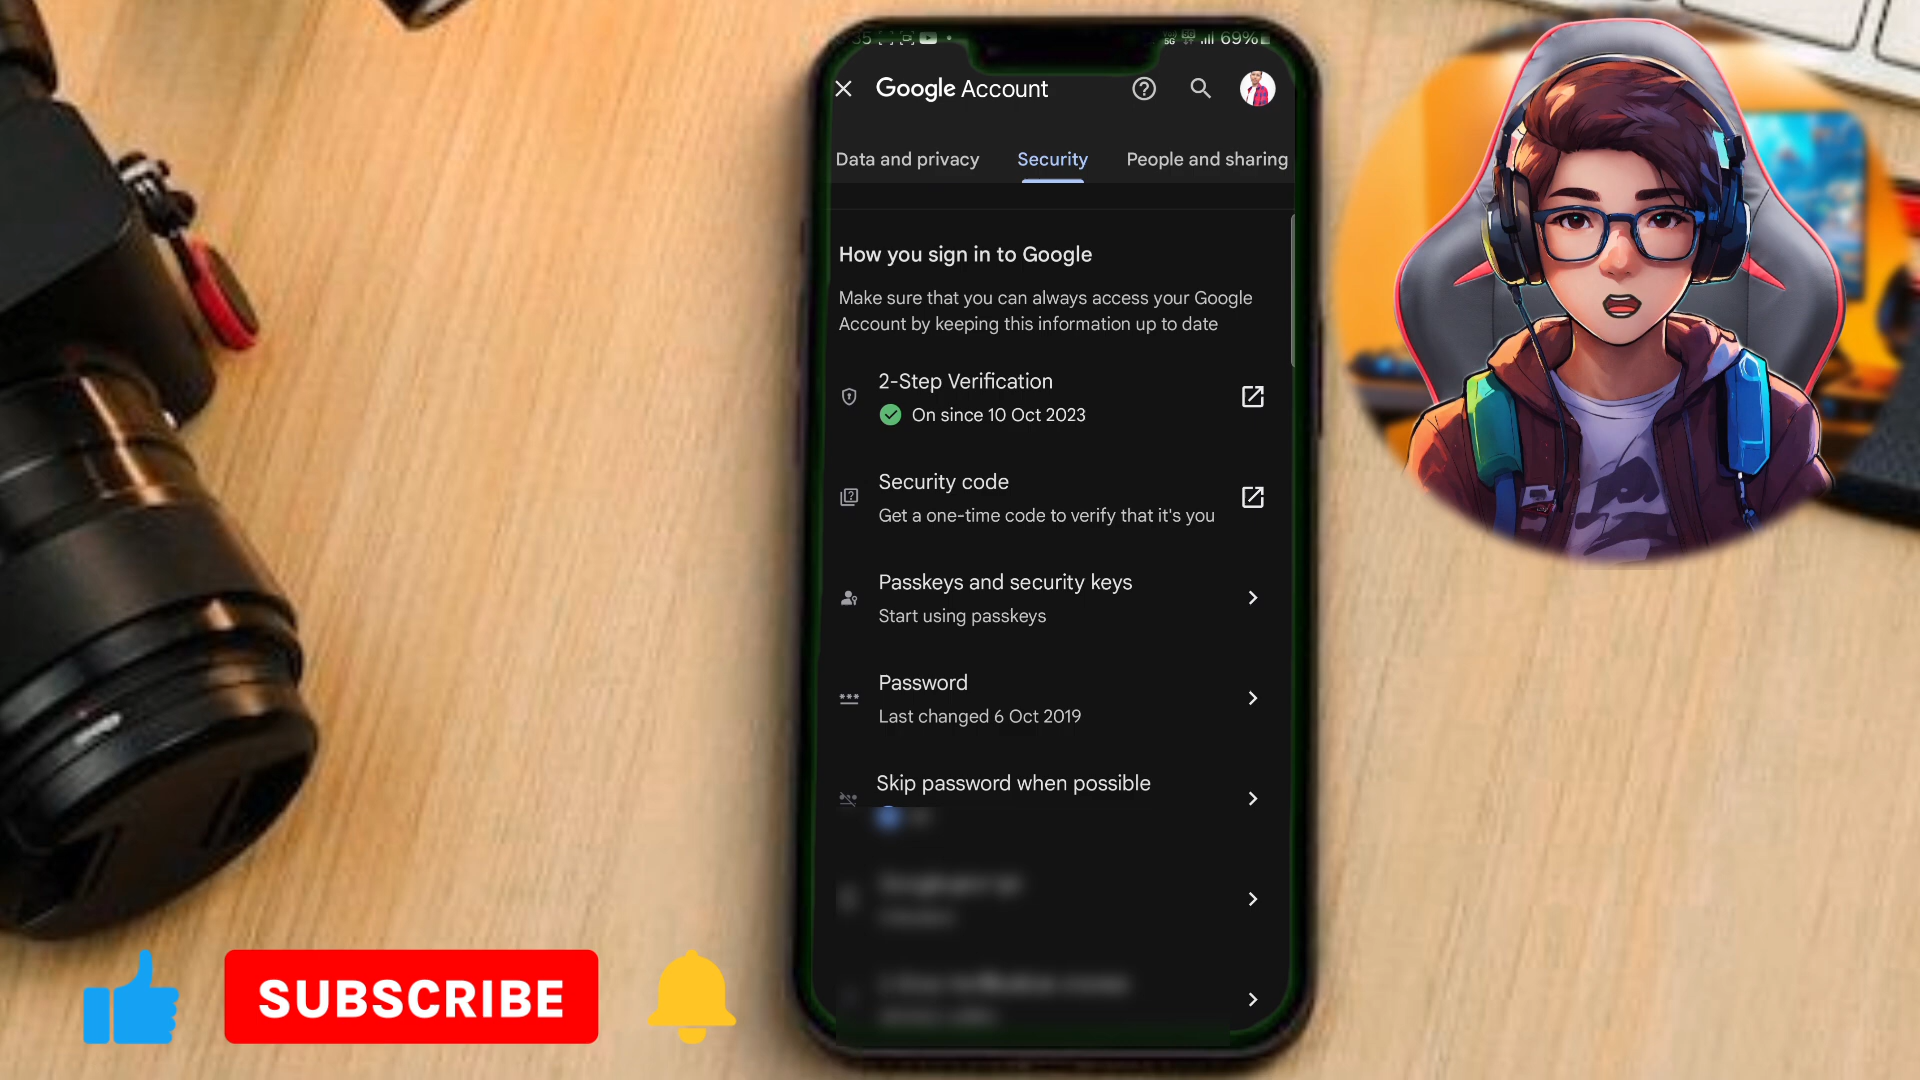 35
5G
69%
Google Account
Data and privacy
Security
People and sharing
How you sign in to Google
Make sure that you can always access your Google
Account by keeping this information up to date
2-Step Verification
On since 10 Oct 2023
Security code
Get a one-time code to verify that it's you
Passkeys and security keys
Start using passkeys
Password
Last changed 6 Oct 2019
Skip password when possible
SUBSCRIBE